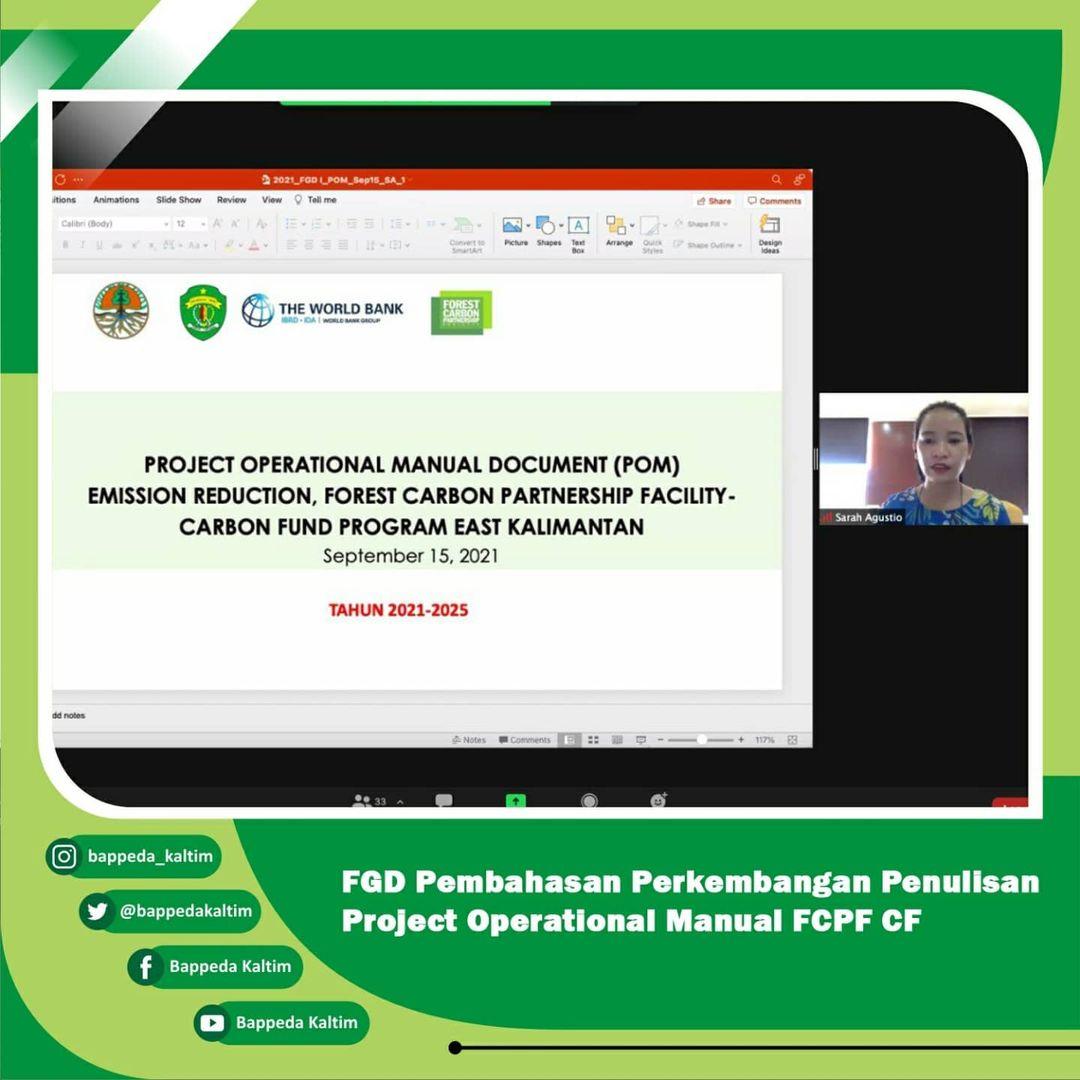 2021_FGD I_POM_Sep15_SA_1
Animations Slide Show Review View Tell me
Share Comments
Calibri (Body) 12
Convert to
SmartArt
Picture Shapes Text
Box
Arrange Quick
Styles
Shape Fill
Shape Outline
Design
Ideas
THE WORLD BANK
IBRD • IDA | WORLD BANK GROUP
FOREST
CARBON
PARTNERSHIP
PROJECT OPERATIONAL MANUAL DOCUMENT (POM)
EMISSION REDUCTION, FOREST CARBON PARTNERSHIP FACILITY-
CARBON FUND PROGRAM EAST KALIMANTAN
September 15, 2021
TAHUN 2021-2025
Sarah Agustio
dd notes
Notes Comments 117%
33
bappeda_kaltim
@bappedakaltim
Bappeda Kaltim
Bappeda Kaltim
FGD Pembahasan Perkembangan Penulisan
Project Operational Manual FCPF CF